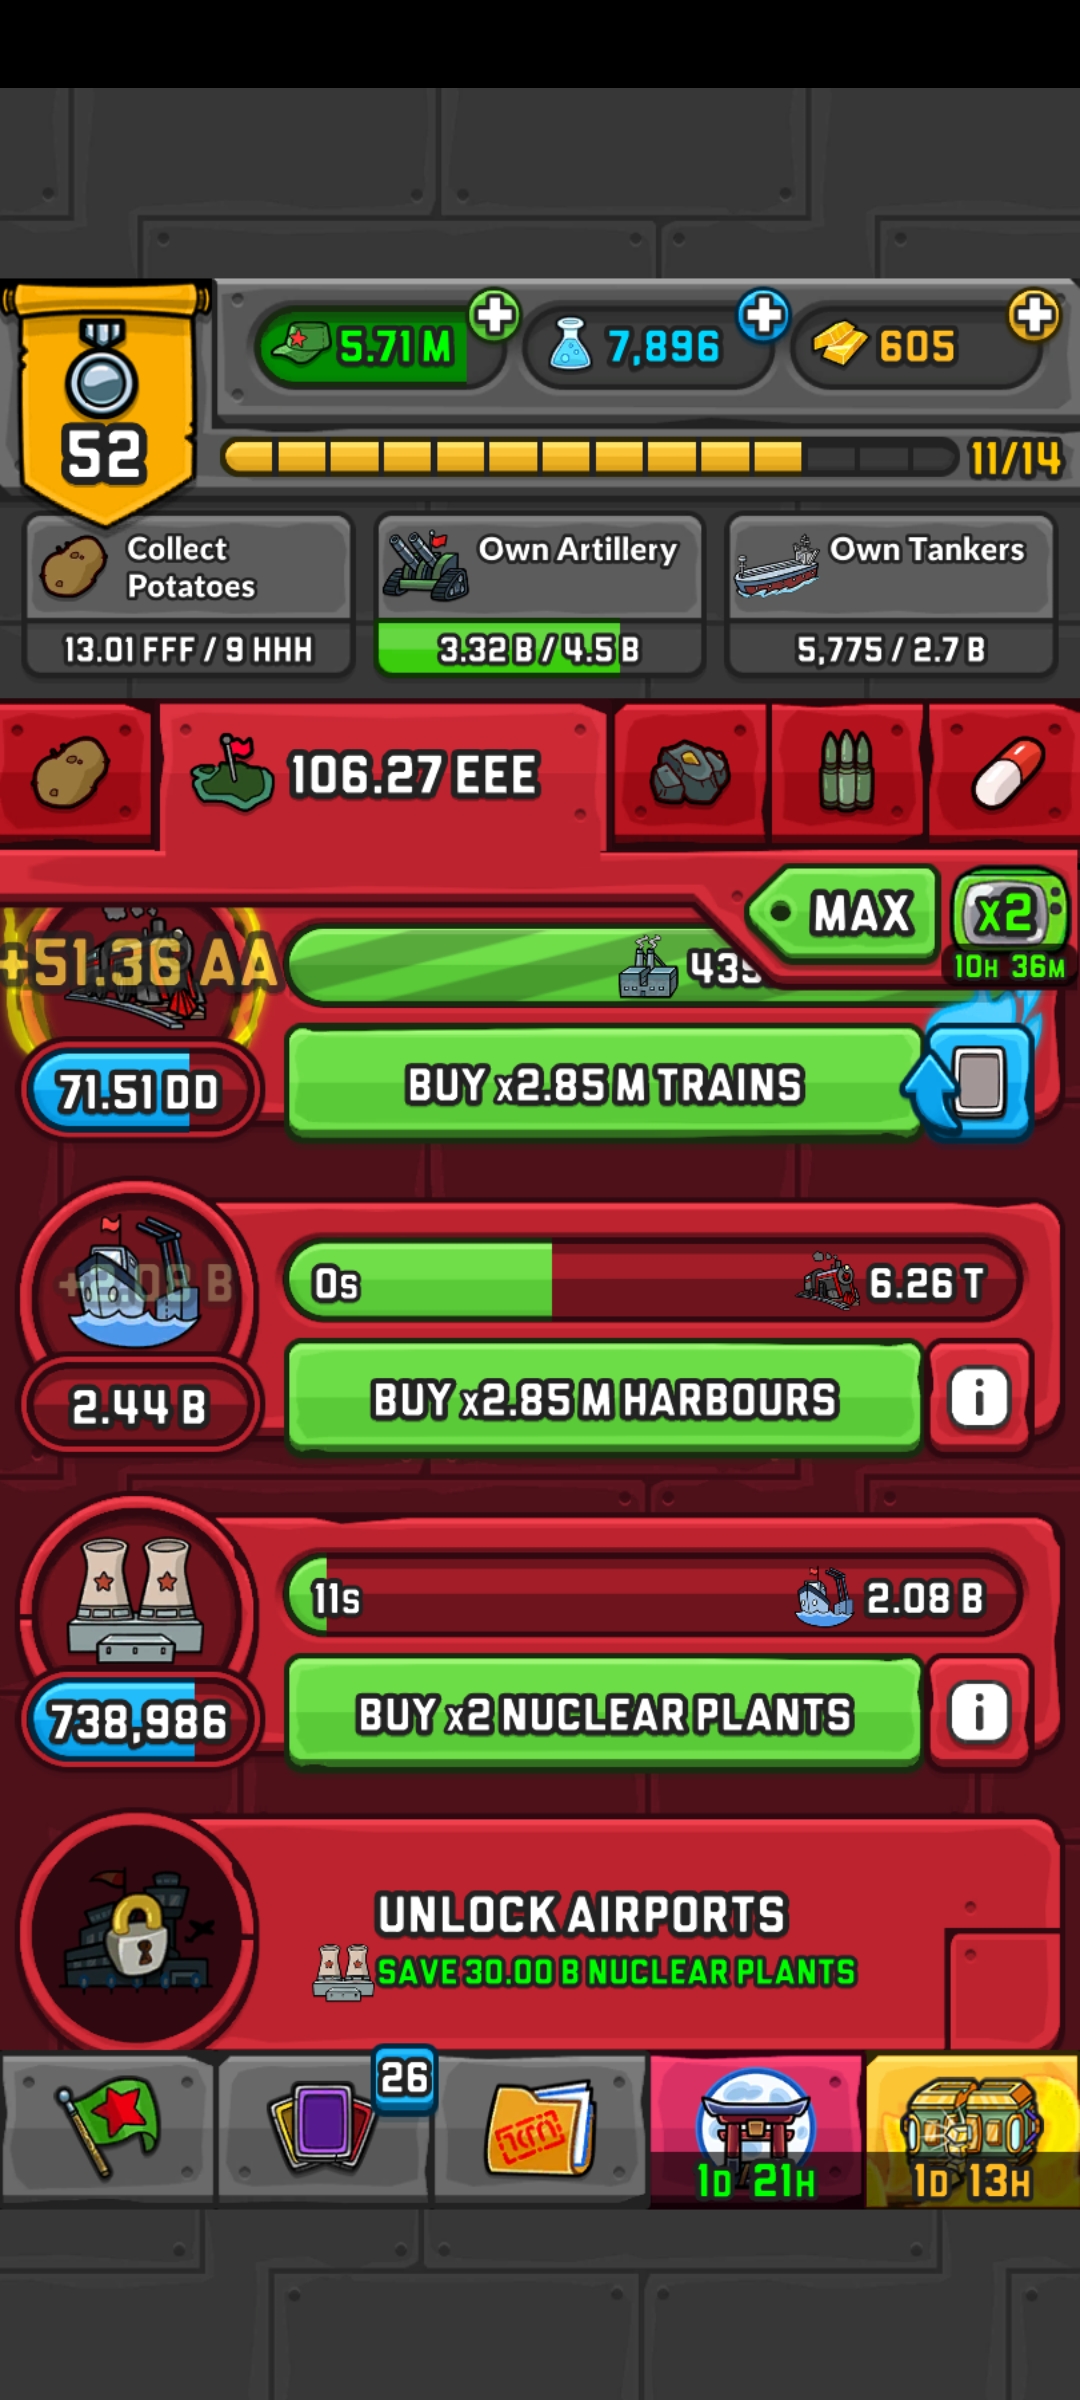 5.71 M
7,896
605
52
11/14
Collect
Potatoes
13.01 FFF / 9 HHH
Own Artillery
3.32 B / 4.5 B
Own Tankers
5,775 / 2.7 B
106.27 EEE
MAX
x2
10H 36M
+51.36 AA
71.51 DD
BUY x2.85 M TRAINS
0s
6.26 T
2.44 B
BUY x2.85 M HARBOURS
i
11s
2.08 B
738,986
BUY x2 NUCLEAR PLANTS
i
UNLOCK AIRPORTS
SAVE 30.00 B NUCLEAR PLANTS
26
1D 21H
1D 13H